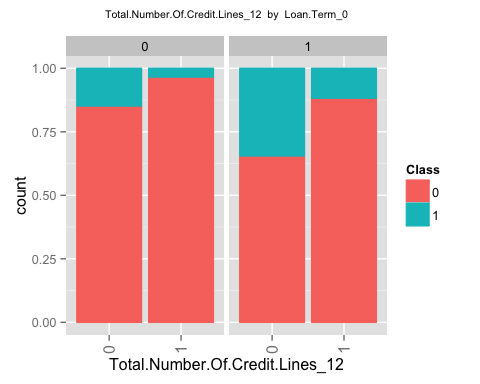 Total.Number.Of.Credit.Lines_12 by Loan.Term_0
0 1
1.00
0.75
0.50
0.25
0.00
count
0 1 0 1
Total.Number.Of.Credit.Lines_12
Class
0
1